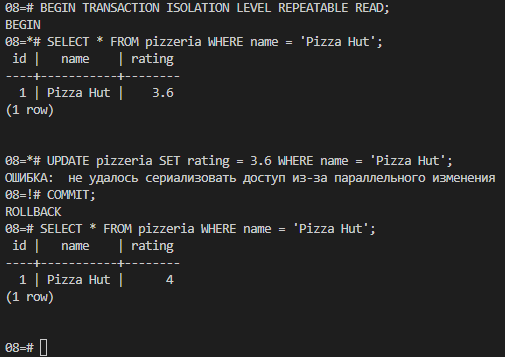 08=# BEGIN TRANSACTION ISOLATION LEVEL REPEATABLE READ;
BEGIN
08=*# SELECT * FROM pizzeria WHERE name = 'Pizza Hut';
 id |   name    | rating
----+-----------+--------
  1 | Pizza Hut |    3.6
(1 row)
08=*# UPDATE pizzeria SET rating = 3.6 WHERE name = 'Pizza Hut';
ОШИБКА:  не удалось сериализовать доступ из-за параллельного изменения
08=!# COMMIT;
ROLLBACK
08=# SELECT * FROM pizzeria WHERE name = 'Pizza Hut';
 id |   name    | rating
----+-----------+--------
  1 | Pizza Hut |      4
(1 row)
08=#